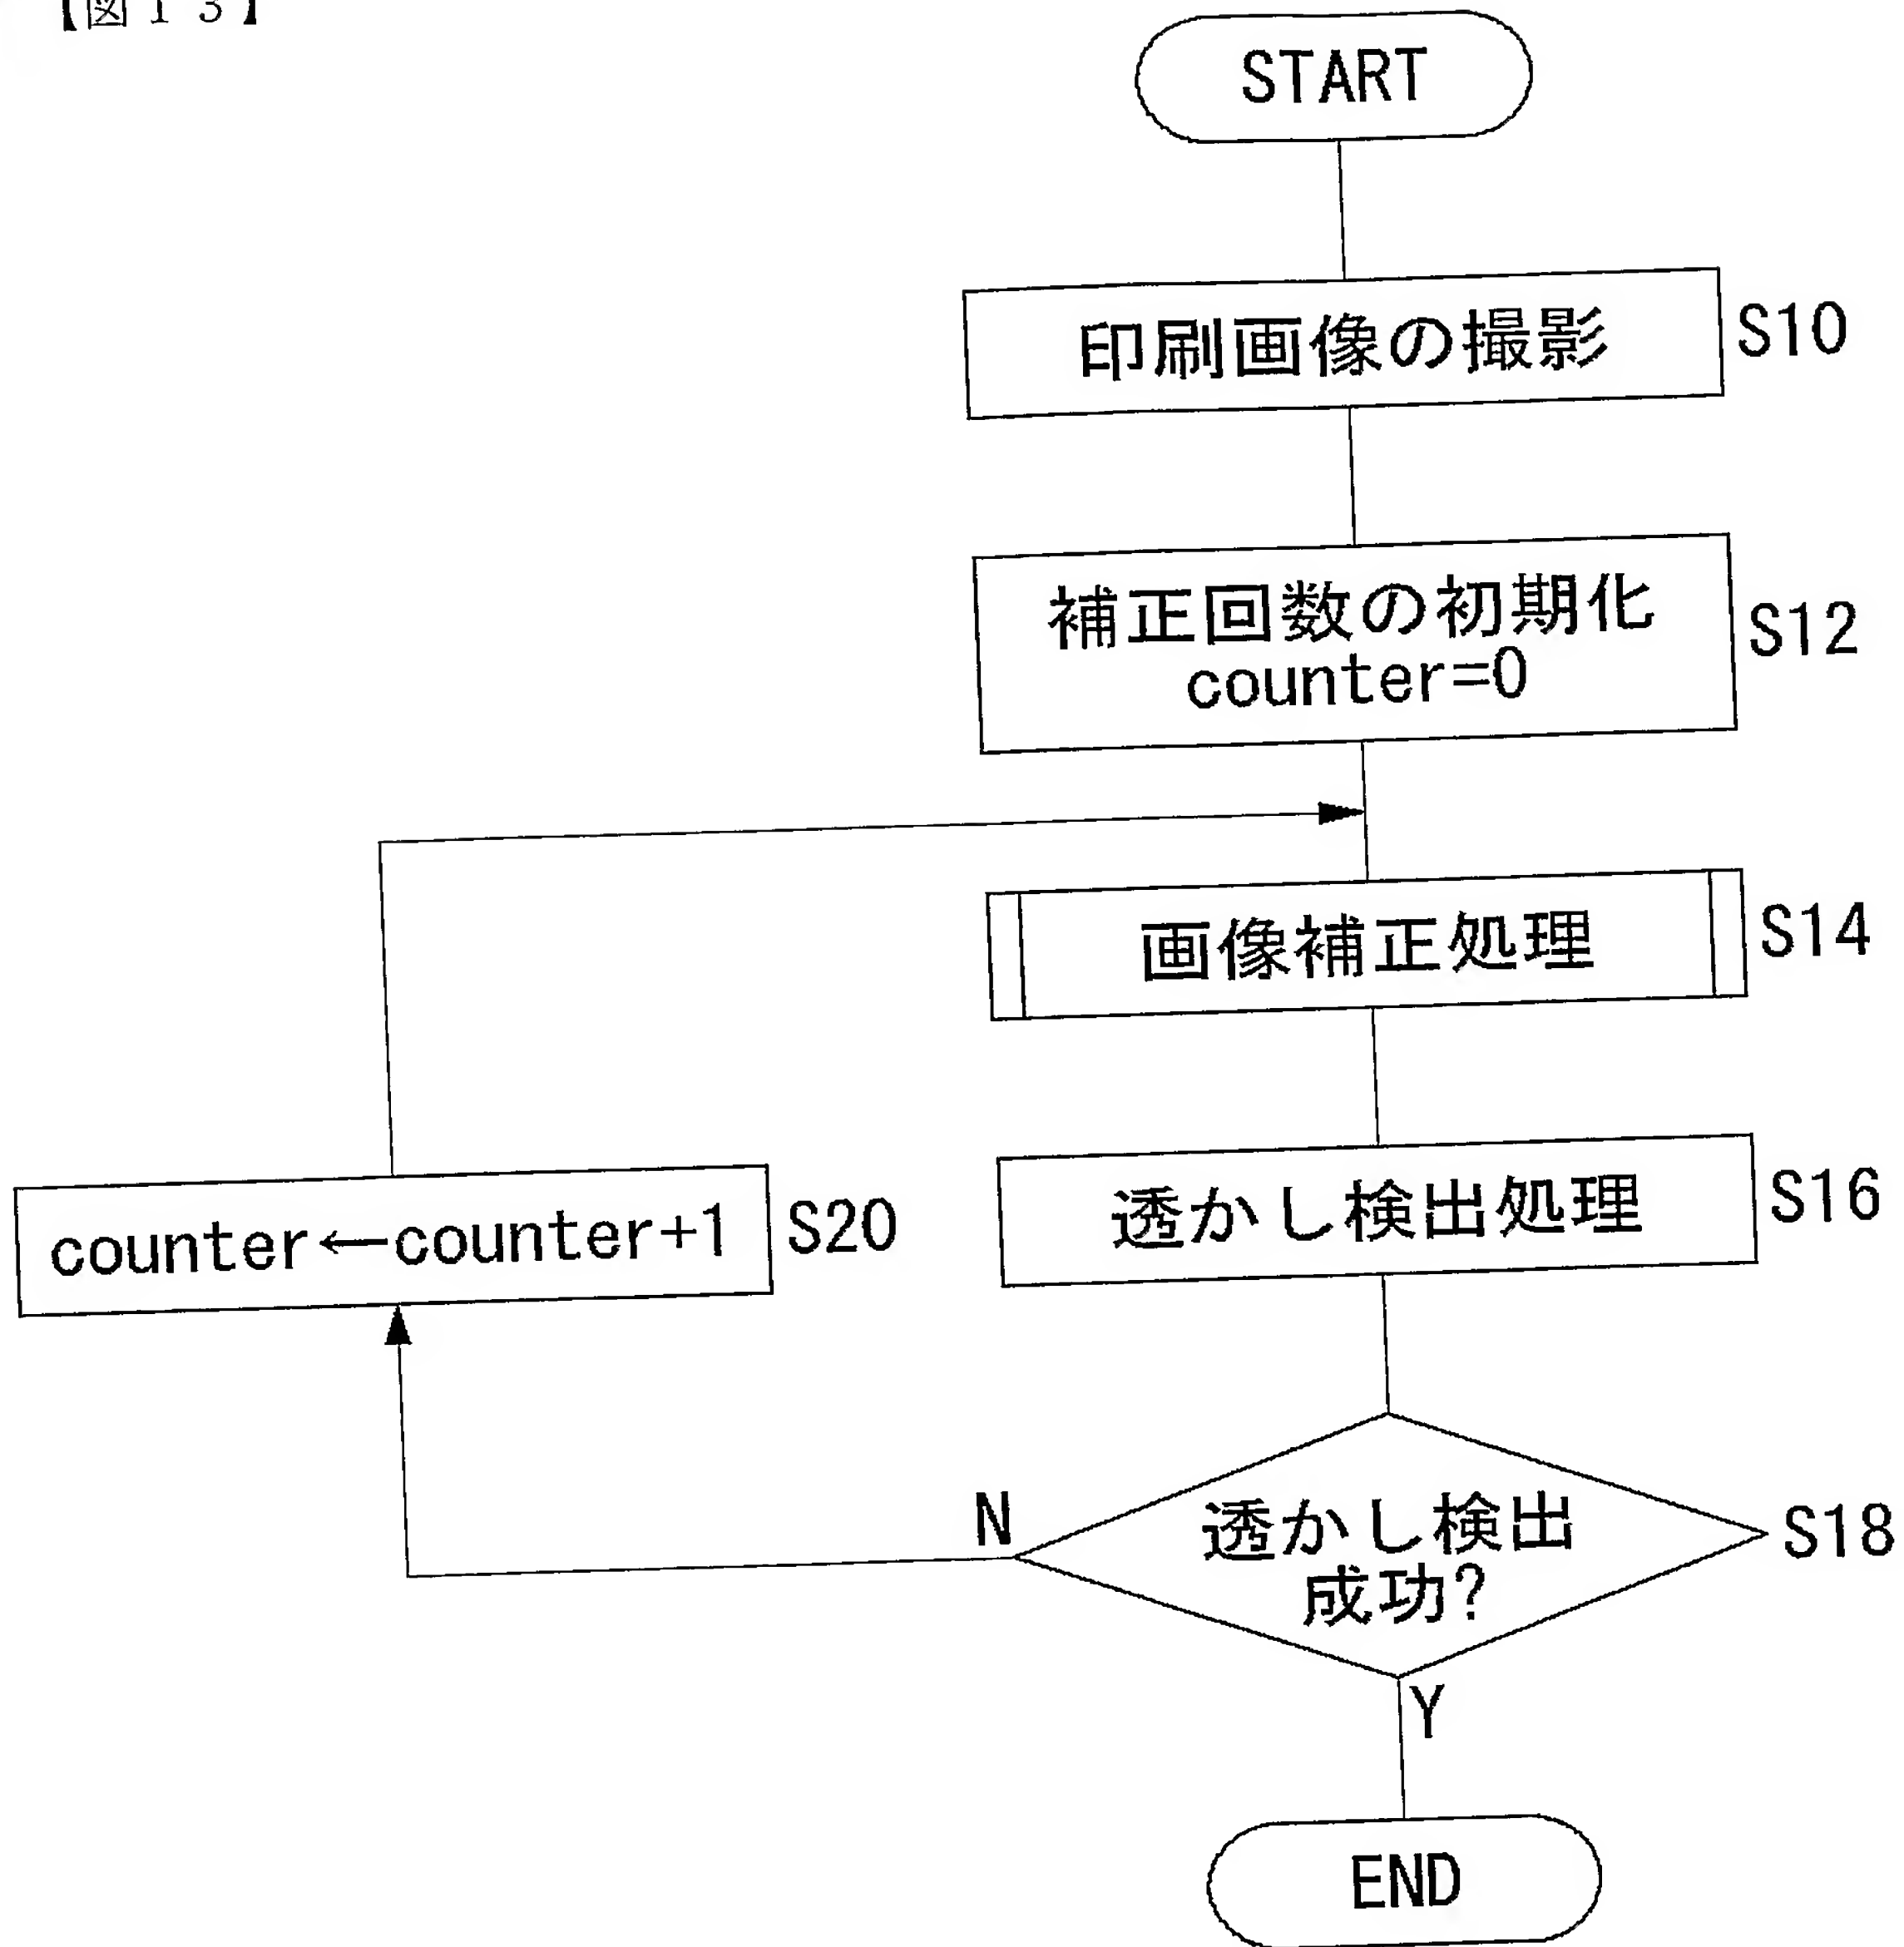 【図１３】
START
印刷画像の撮影
S10
補正回数の初期化
counter=0
S12
画像補正処理
S14
透かし検出処理
S16
counter←counter+1
S20
透かし検出
成功?
S18
N
Y
END